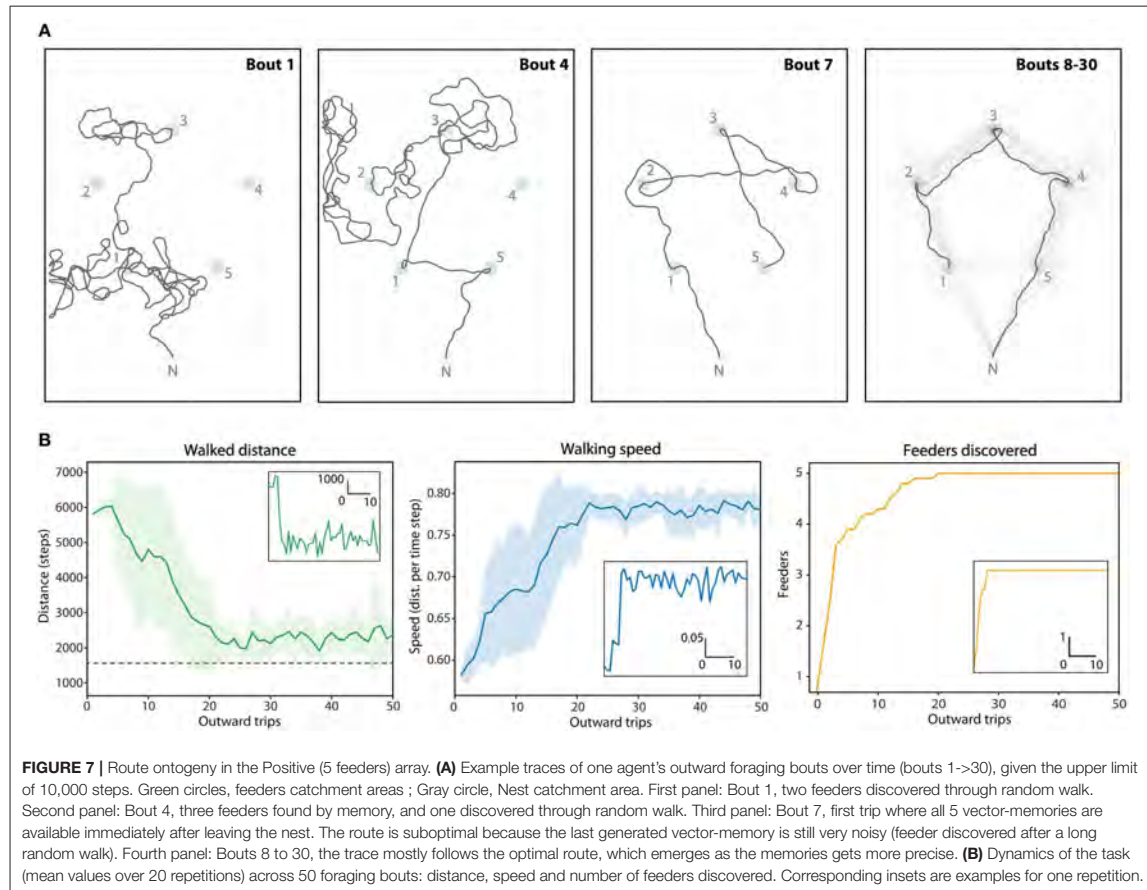 A
Bout 1
3
2
4
1
5
N
Bout 4
3
2
4
1
5
N
Bout 7
3
2
4
1
5
N
Bouts 8-30
3
2
4
1
5
N
B
Walked distance
7000
6000
5000
4000
3000
2000
1000
Distance (steps)
0
10
20
30
40
50
Outward trips
1000
0
10
Walking speed
0.80
0.75
0.70
0.65
0.60
Speed (dist. per time step)
0
10
20
30
40
50
Outward trips
0.05
0
10
Feeders discovered
5
4
3
2
1
Feeders
0
10
20
30
40
50
Outward trips
1
0
10
FIGURE 7 | Route ontogeny in the Positive (5 feeders) array. (A) Example traces of one agent's outward foraging bouts over time (bouts 1->30), given the upper limit
of 10,000 steps. Green circles, feeders catchment areas ; Gray circle, Nest catchment area. First panel: Bout 1, two feeders discovered through random walk.
Second panel: Bout 4, three feeders found by memory, and one discovered through random walk. Third panel: Bout 7, first trip where all 5 vector-memories are
available immediately after leaving the nest. The route is suboptimal because the last generated vector-memory is still very noisy (feeder discovered after a long
random walk). Fourth panel: Bouts 8 to 30, the trace mostly follows the optimal route, which emerges as the memories gets more precise. (B) Dynamics of the task
(mean values over 20 repetitions) across 50 foraging bouts: distance, speed and number of feeders discovered. Corresponding insets are examples for one repetition.